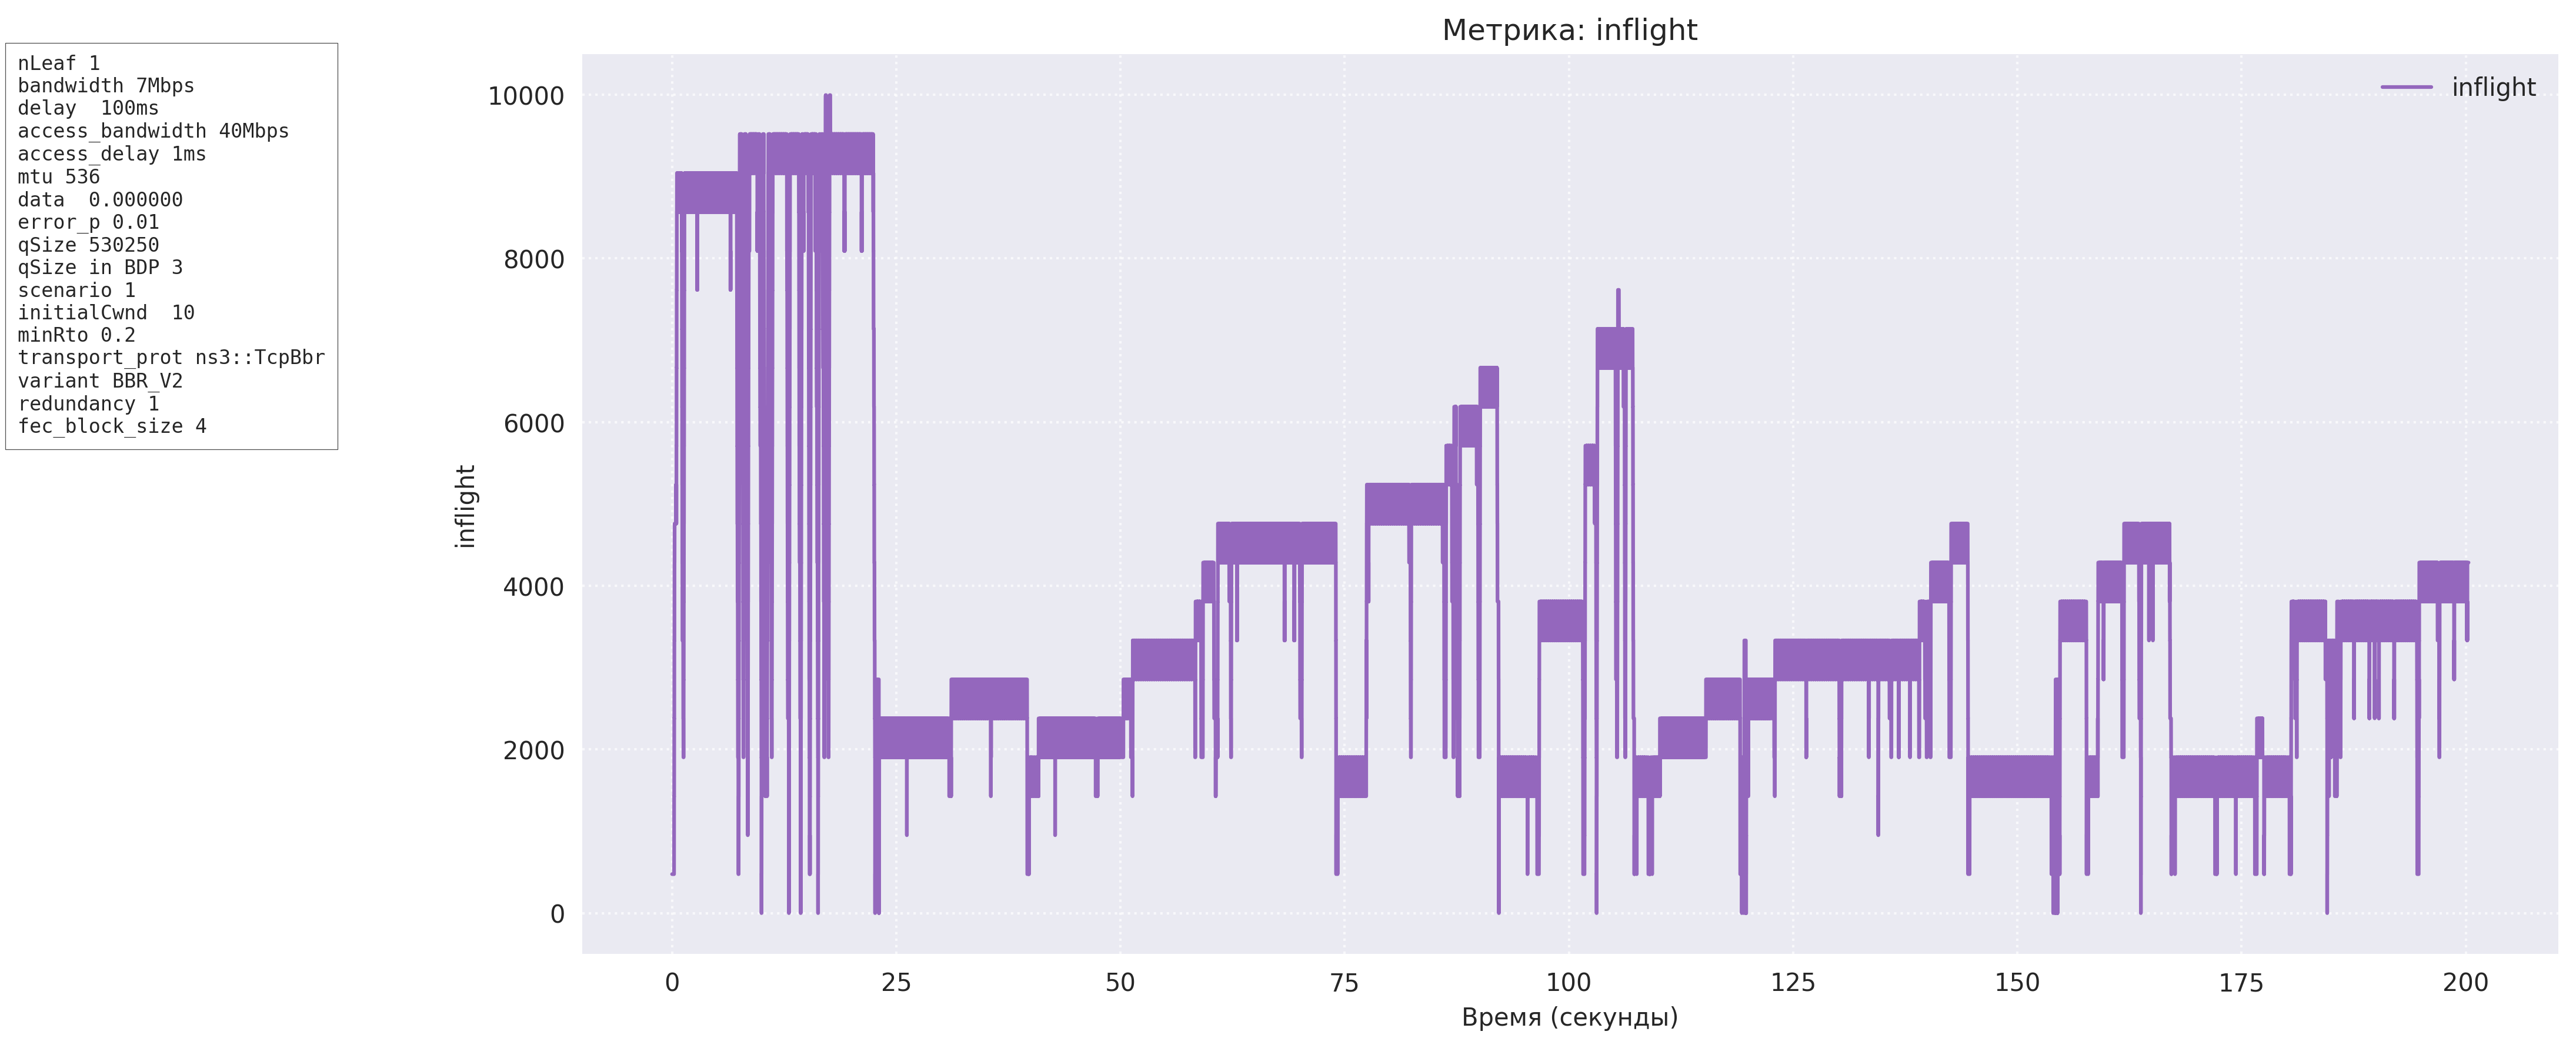 Метрика: inflight
nLeaf 1
bandwidth 7Mbps
delay  100ms
access_bandwidth 40Mbps
access_delay 1ms
mtu 536
data  0.000000
error_p 0.01
qSize 530250
qSize in BDP 3
scenario 1
initialCwnd  10
minRto 0.2
transport_prot ns3::TcpBbr
variant BBR_V2
redundancy 1
fec_block_size 4
inflight
10000
8000
6000
4000
2000
0
inflight
0 25 50 75 100 125 150 175 200
Время (секунды)